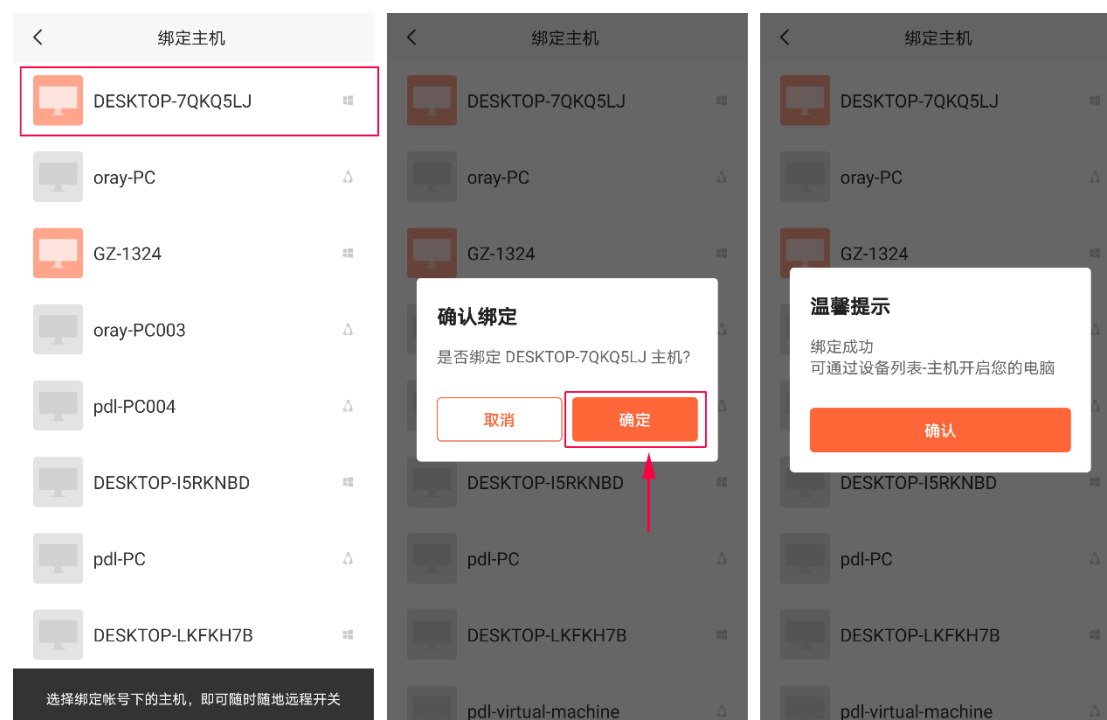 绑定主机
DESKTOP-7QKQ5LJ
oray-PC
GZ-1324
oray-PC003
pdl-PC004
DESKTOP-I5RKNBD
pdl-PC
DESKTOP-LKFKH7B
选择绑定帐号下的主机，即可随时随地远程开关
绑定主机
DESKTOP-7QKQ5LJ
oray-PC
GZ-1324
确认绑定
是否绑定 DESKTOP-7QKQ5LJ 主机?
取消
确定
DESKTOP-I5RKNBD
pdl-PC
DESKTOP-LKFKH7B
pdl-virtual-machine
绑定主机
DESKTOP-7QKQ5LJ
oray-PC
GZ-1324
温馨提示
绑定成功
可通过设备列表-主机开启您的电脑
确认
DESKTOP-I5RKNBD
pdl-PC
DESKTOP-LKFKH7B
pdl-virtual-machine